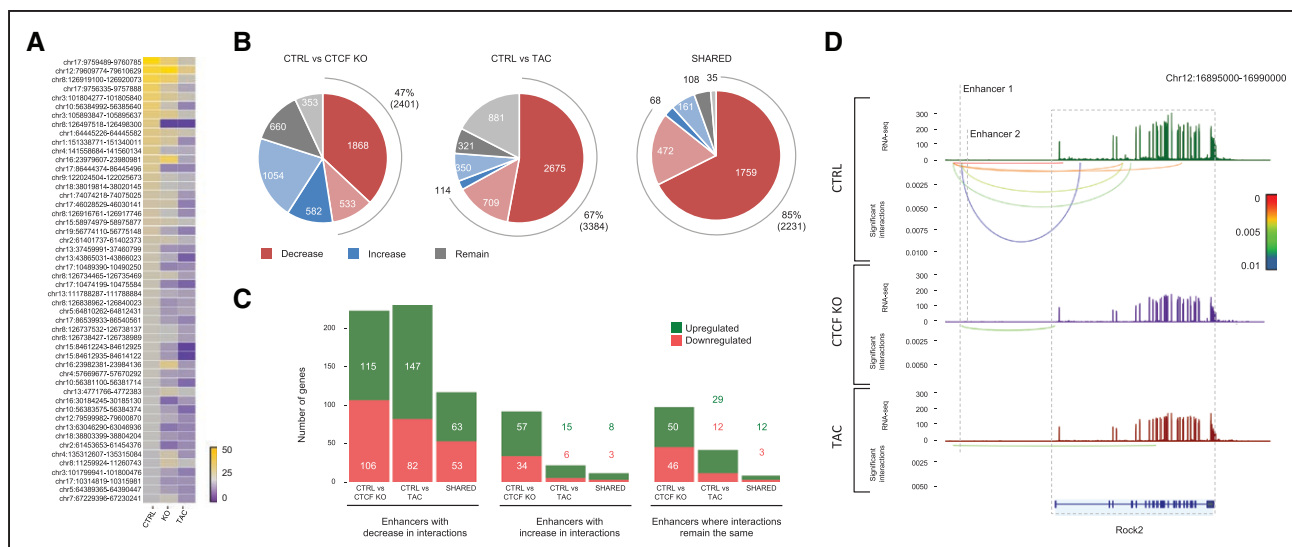 A
chr17:9759489-9760785
chr12:79609774-79610629
chr8:126919100-126920073
chr17:9756335-9757888
chr3:101804277-101805840
chr10:56384992-56385640
chr3:105893847-105895637
chr8:126497518-126498300
chr1:64445226-64445582
chr1:151338771-151340011
chr4:141558684-141560134
chr16:23979607-23980981
chr17:86444374-86445496
chr9:122024504-122025673
chr18:38019814-38020145
chr1:74074218-74075025
chr17:46028529-46030141
chr8:126916761-126917746
chr15:58974970-58975877
chr19:56774110-56775148
chr2:61401737-61402373
chr13:37459991-37460799
chr13:43865031-43866023
chr17:10489390-10490250
chr8:126734465-126735469
chr17:10474199-10475584
chr13:111788287-111788884
chr8:126838962-126840023
chr5:64810262-64812431
chr17:86539933-86540561
chr8:126737532-126738137
chr8:126738427-126738989
chr15:84612243-84612925
chr15:84612935-84614122
chr16:23982381-23984136
chr4:57669677-57670292
chr10:56381100-56381714
chr13:4771766-4772383
chr16:30184245-30185130
chr10:56383575-56384374
chr12:79599982-79600870
chr13:63046290-63046936
chr18:38803399-38804204
chr2:61453653-61454376
chr4:135312607-135315084
chr8:11259924-11260743
chr3:101799941-101800476
chr17:10314819-10315981
chr5:64389365-64390447
chr7:67229396-67230241
CTRL
KO
TAC
50
25
0
B
CTRL vs CTCF KO
353
660
1054
582
533
1868
47%
(2401)
CTRL vs TAC
881
321
350
114
709
2675
67%
(3384)
SHARED
35
108
68
161
472
1759
85%
(2231)
Decrease
Increase
Remain
C
Number of genes
200
150
100
50
0
115
147
63
106
82
53
57
15
8
34
6
3
50
29
12
46
12
3
Upregulated
Downregulated
CTRL vs
CTCF KO
CTRL vs
TAC
SHARED
CTRL vs
CTCF KO
CTRL vs
TAC
SHARED
CTRL vs
CTCF KO
CTRL vs
TAC
SHARED
Enhancers with
decrease in interactions
Enhancers with
increase in interactions
Enhancers where interactions
remain the same
D
Chr12:16895000-16990000
Enhancer 1
Enhancer 2
CTRL
RNA-seq
300
200
100
0
Significant
interactions
0.0025
0.0050
0.0075
0.0100
0
0.005
0.01
CTCF KO
RNA-seq
300
200
100
0
Significant
interactions
0.0025
0.0050
TAC
RNA-seq
300
200
100
0
Significant
interactions
0025
0050
Rock2